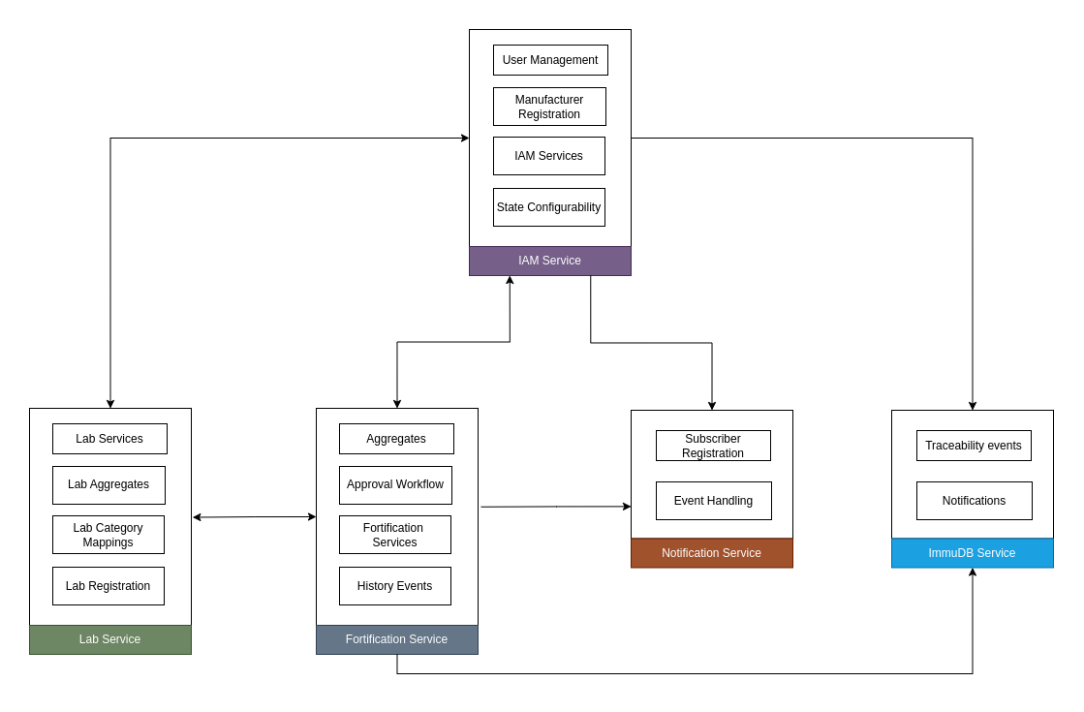 User Management
Manufacturer
Registration
IAM Services
State Configurability
IAM Service
Lab Services
Lab Aggregates
Lab Category
Mappings
Lab Registration
Lab Service
Aggregates
Approval Workflow
Fortification
Services
History Events
Fortification Service
Subscriber
Registration
Event Handling
Notification Service
Traceability events
Notifications
ImmuDB Service